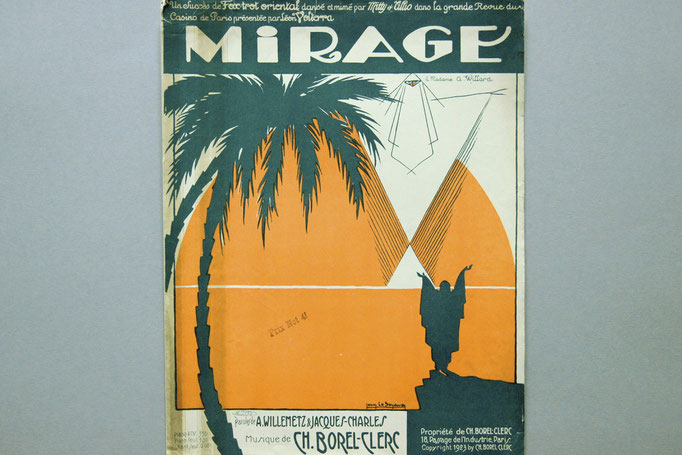 Un succès de Fox trot oriental dansé et mimé par Mitty et Tillio dans la grande Revue du
Casino de Paris présentée par Léon Volterra
MIRAGE
à Madame A. Willard
Prix Net
Paroles de A. WILLEMETZ & JACQUES-CHARLES
Musique de CH. BOREL-CLERC
Propriété de CH. BOREL-CLERC
18, Passage de l'Industrie, Paris
Copyright 1923 by CH. BOREL CLERC